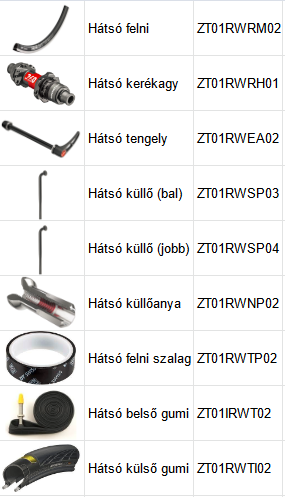 Hátsó felni ZT01RWRM02
Hátsó kerékagy ZT01RWRH01
Hátsó tengely ZT01RWEA02
Hátsó küllő (bal) ZT01RWSP03
Hátsó küllő (jobb) ZT01RWSP04
Hátsó küllőanya ZT01RWNP02
Hátsó felni szalag ZT01RWTP02
Hátsó belső gumi ZT01IRWT02
Hátsó külső gumi ZT01RWTI02